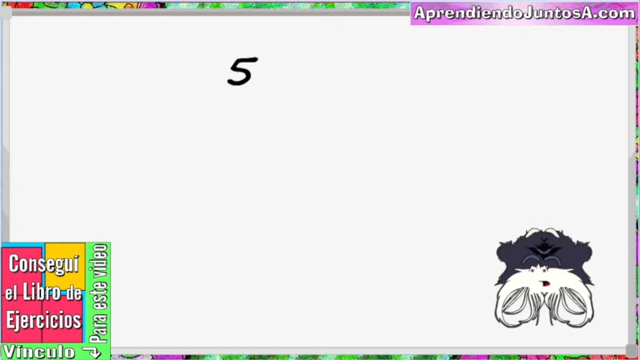 AprendiendoJuntosA.com
5
Conseguí
el Libro de
Ejercicios
Vínculo
Para este video